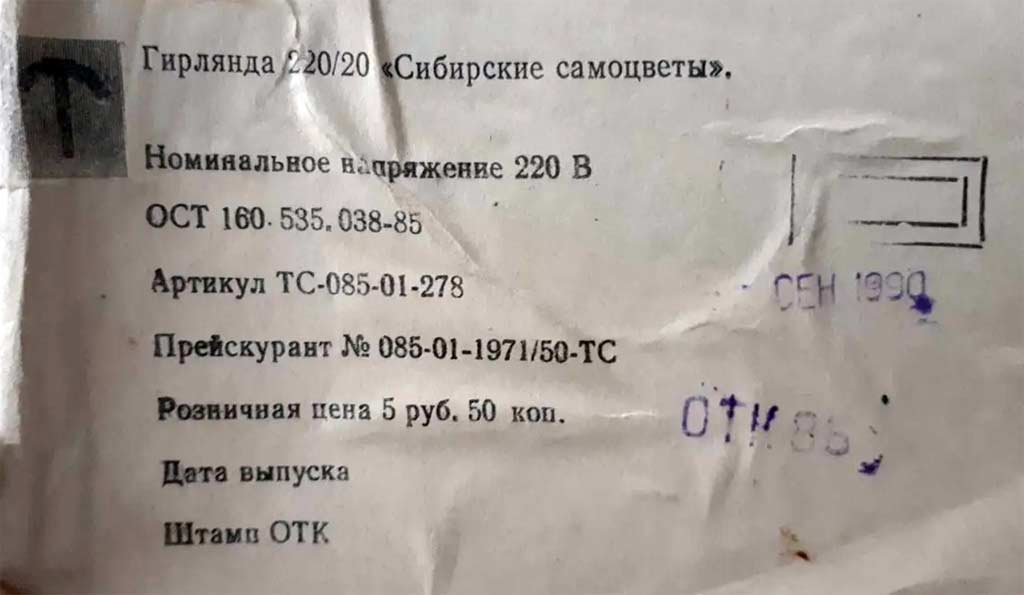 Гирлянда 220/20 «Сибирские самоцветы».
Номинальное напряжение 220 В
ОСТ 160. 535. 038-85
Артикул ТС-085-01-278
СЕН 1990
Прейскурант № 085-01-1971/50-ТС
Розничная цена 5 руб. 50 коп.
ОТК
Дата выпуска
Штамп ОТК